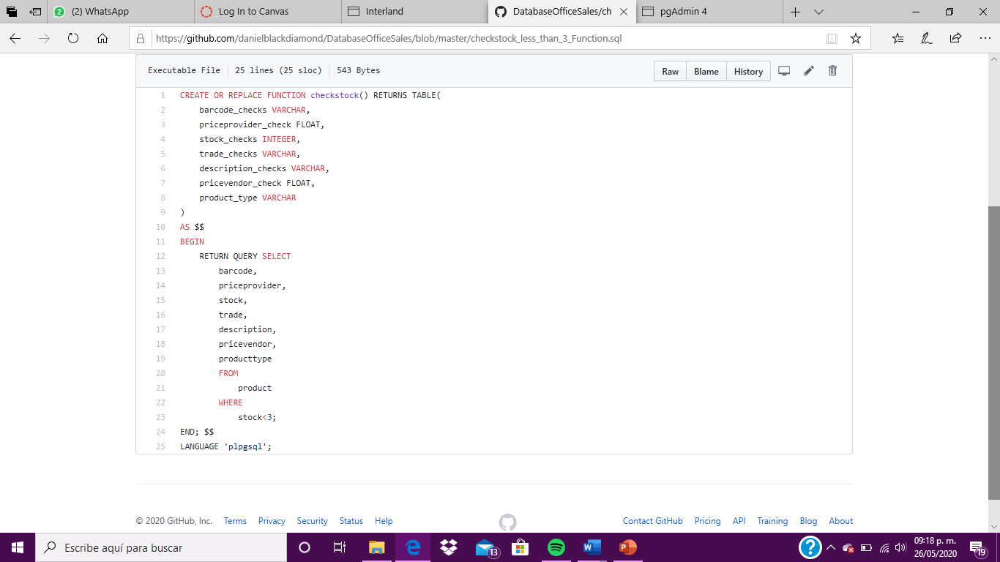 (2) WhatsApp
Log In to Canvas
Interland
DatabaseOfficeSales/ch
pgAdmin 4
https://github.com/danielblackdiamond/DatabaseOfficeSales/blob/master/checkstock_less_than_3_Function.sql
Executable File 25 lines (25 sloc) 543 Bytes
Raw Blame History
1 CREATE OR REPLACE FUNCTION checkstock() RETURNS TABLE(
2 barcode_checks VARCHAR,
3 priceprovider_check FLOAT,
4 stock_checks INTEGER,
5 trade_checks VARCHAR,
6 description_checks VARCHAR,
7 pricevendor_check FLOAT,
8 product_type VARCHAR
9 )
10 AS $$
11 BEGIN
12 RETURN QUERY SELECT
13 barcode,
14 priceprovider,
15 stock,
16 trade,
17 description,
18 pricevendor,
19 producttype
20 FROM
21 product
22 WHERE
23 stock<3;
24 END; $$
25 LANGUAGE 'plpgsql';
© 2020 GitHub, Inc. Terms Privacy Security Status Help
Contact GitHub Pricing API Training Blog About
Escribe aquí para buscar
13
09:18 p. m.
26/05/2020
19